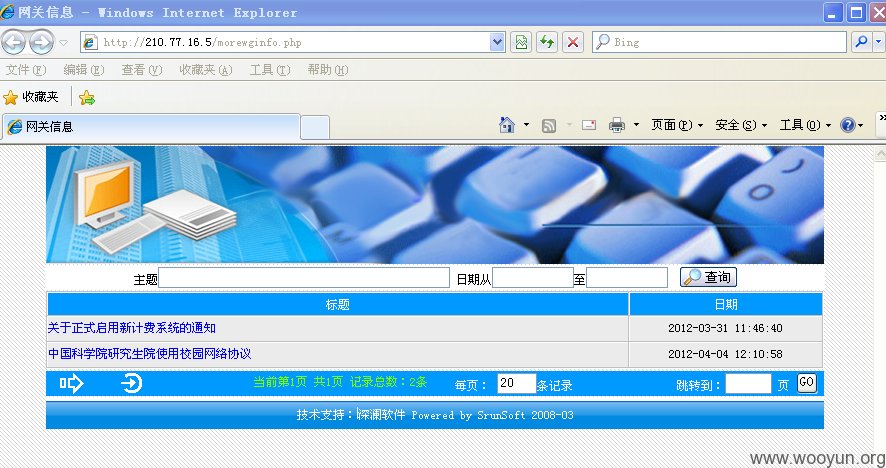 网关信息 - Windows Internet Explorer
http://210.77.16.5/morewginfo.php
Bing
文件(F) 编辑(E) 查看(V) 收藏夹(A) 工具(T) 帮助(H)
收藏夹
网关信息
页面(P) 安全(S) 工具(O)
主题 日期从 至 查询
标题 日期
关于正式启用新计费系统的通知 2012-03-31 11:46:40
中国科学院研究生院使用校园网络协议 2012-04-04 12:10:58
当前第1页 共1页 记录总数：2条 每页： 20 条记录 跳转到： 页 GO
技术支持：深澜软件 Powered by SrunSoft 2008-03
www.wooyun.org